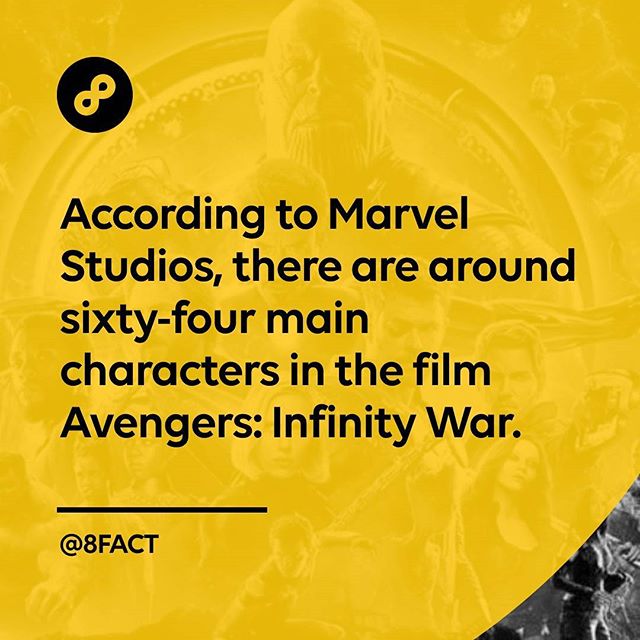 According to Marvel
Studios, there are around
sixty-four main
characters in the film
Avengers: Infinity War.
@8FACT